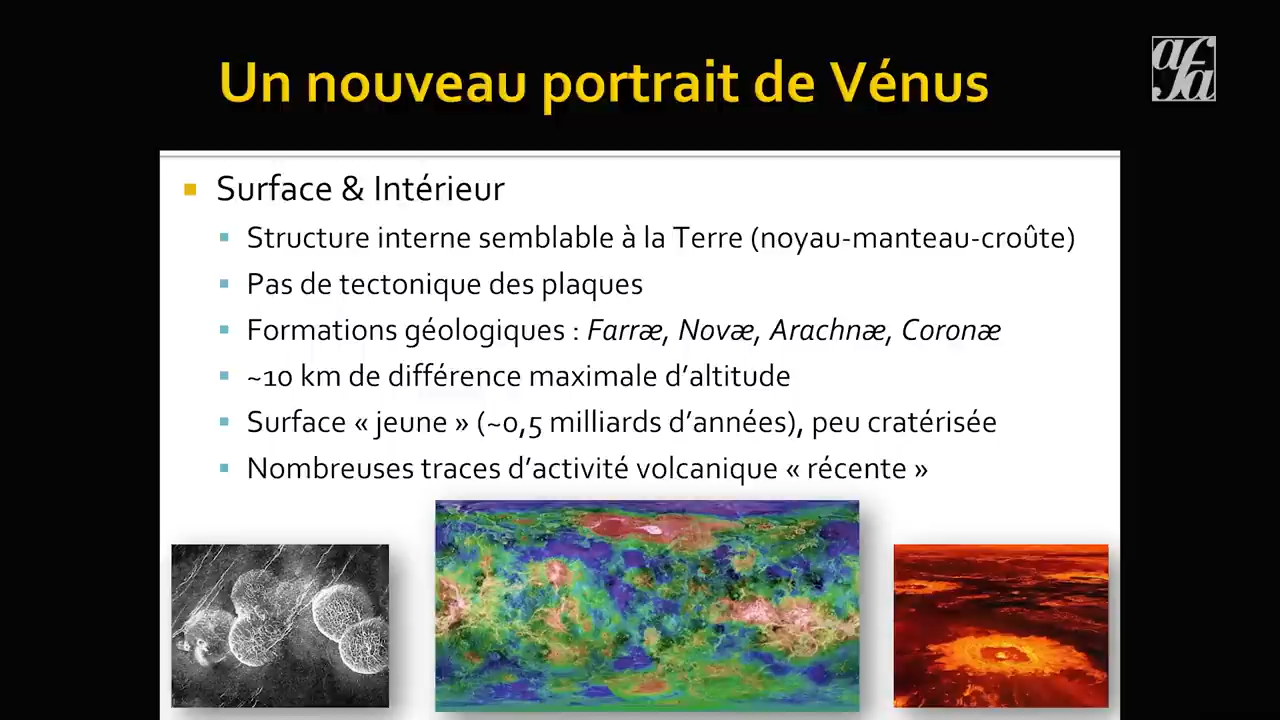 afa
Un nouveau portrait de Vénus
Surface & Intérieur
Structure interne semblable à la Terre (noyau-manteau-croûte)
Pas de tectonique des plaques
Formations géologiques : Farræ, Novæ, Arachnæ, Coronæ
~10 km de différence maximale d’altitude
Surface « jeune » (~0,5 milliards d’années), peu cratérisée
Nombreuses traces d’activité volcanique « récente »